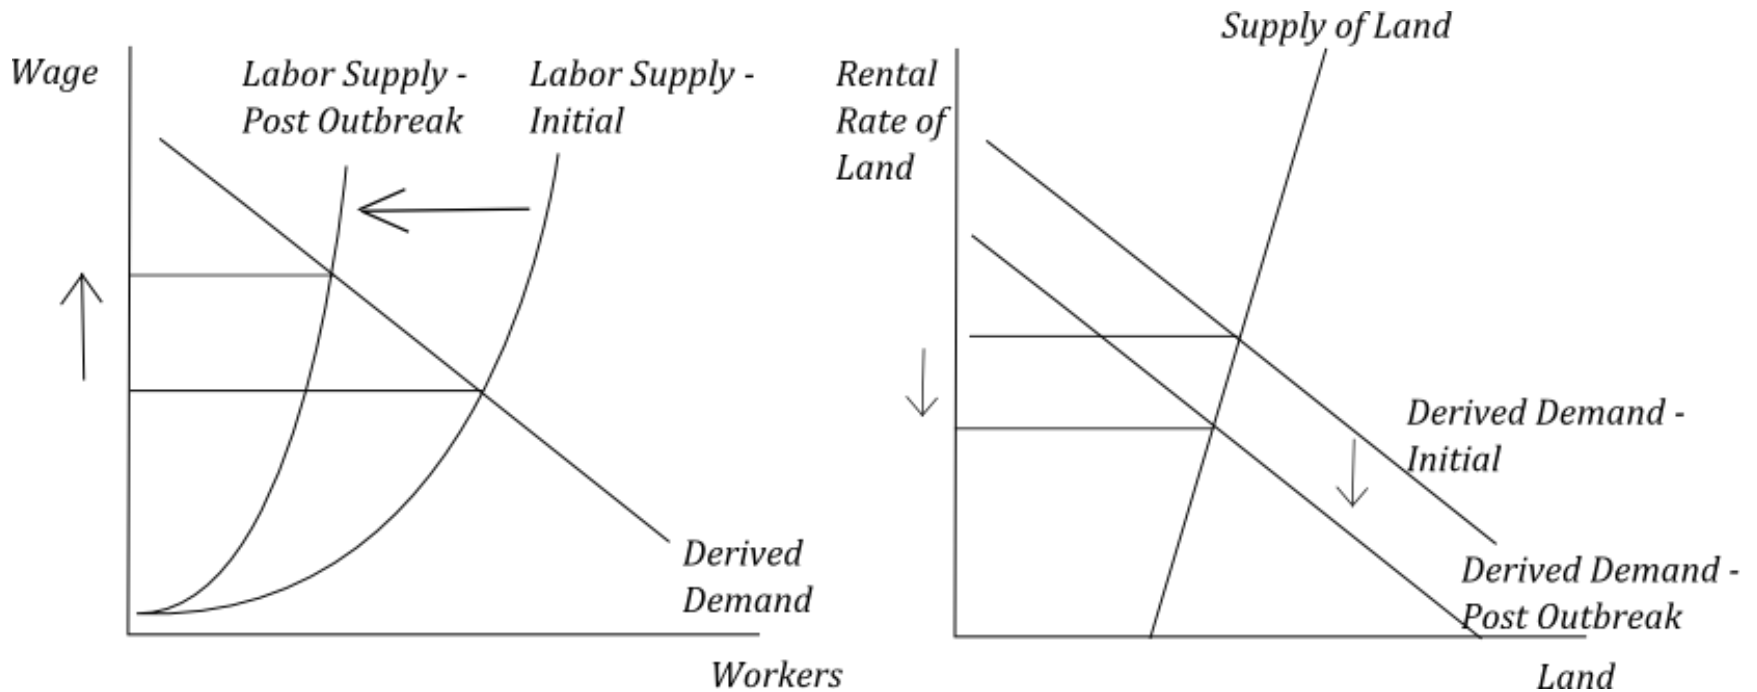 Wage
Labor Supply -
Post Outbreak
Labor Supply -
Initial
Derived
Demand
Workers
Supply of Land
Rental
Rate of
Land
Derived Demand -
Initial
Derived Demand -
Post Outbreak
Land